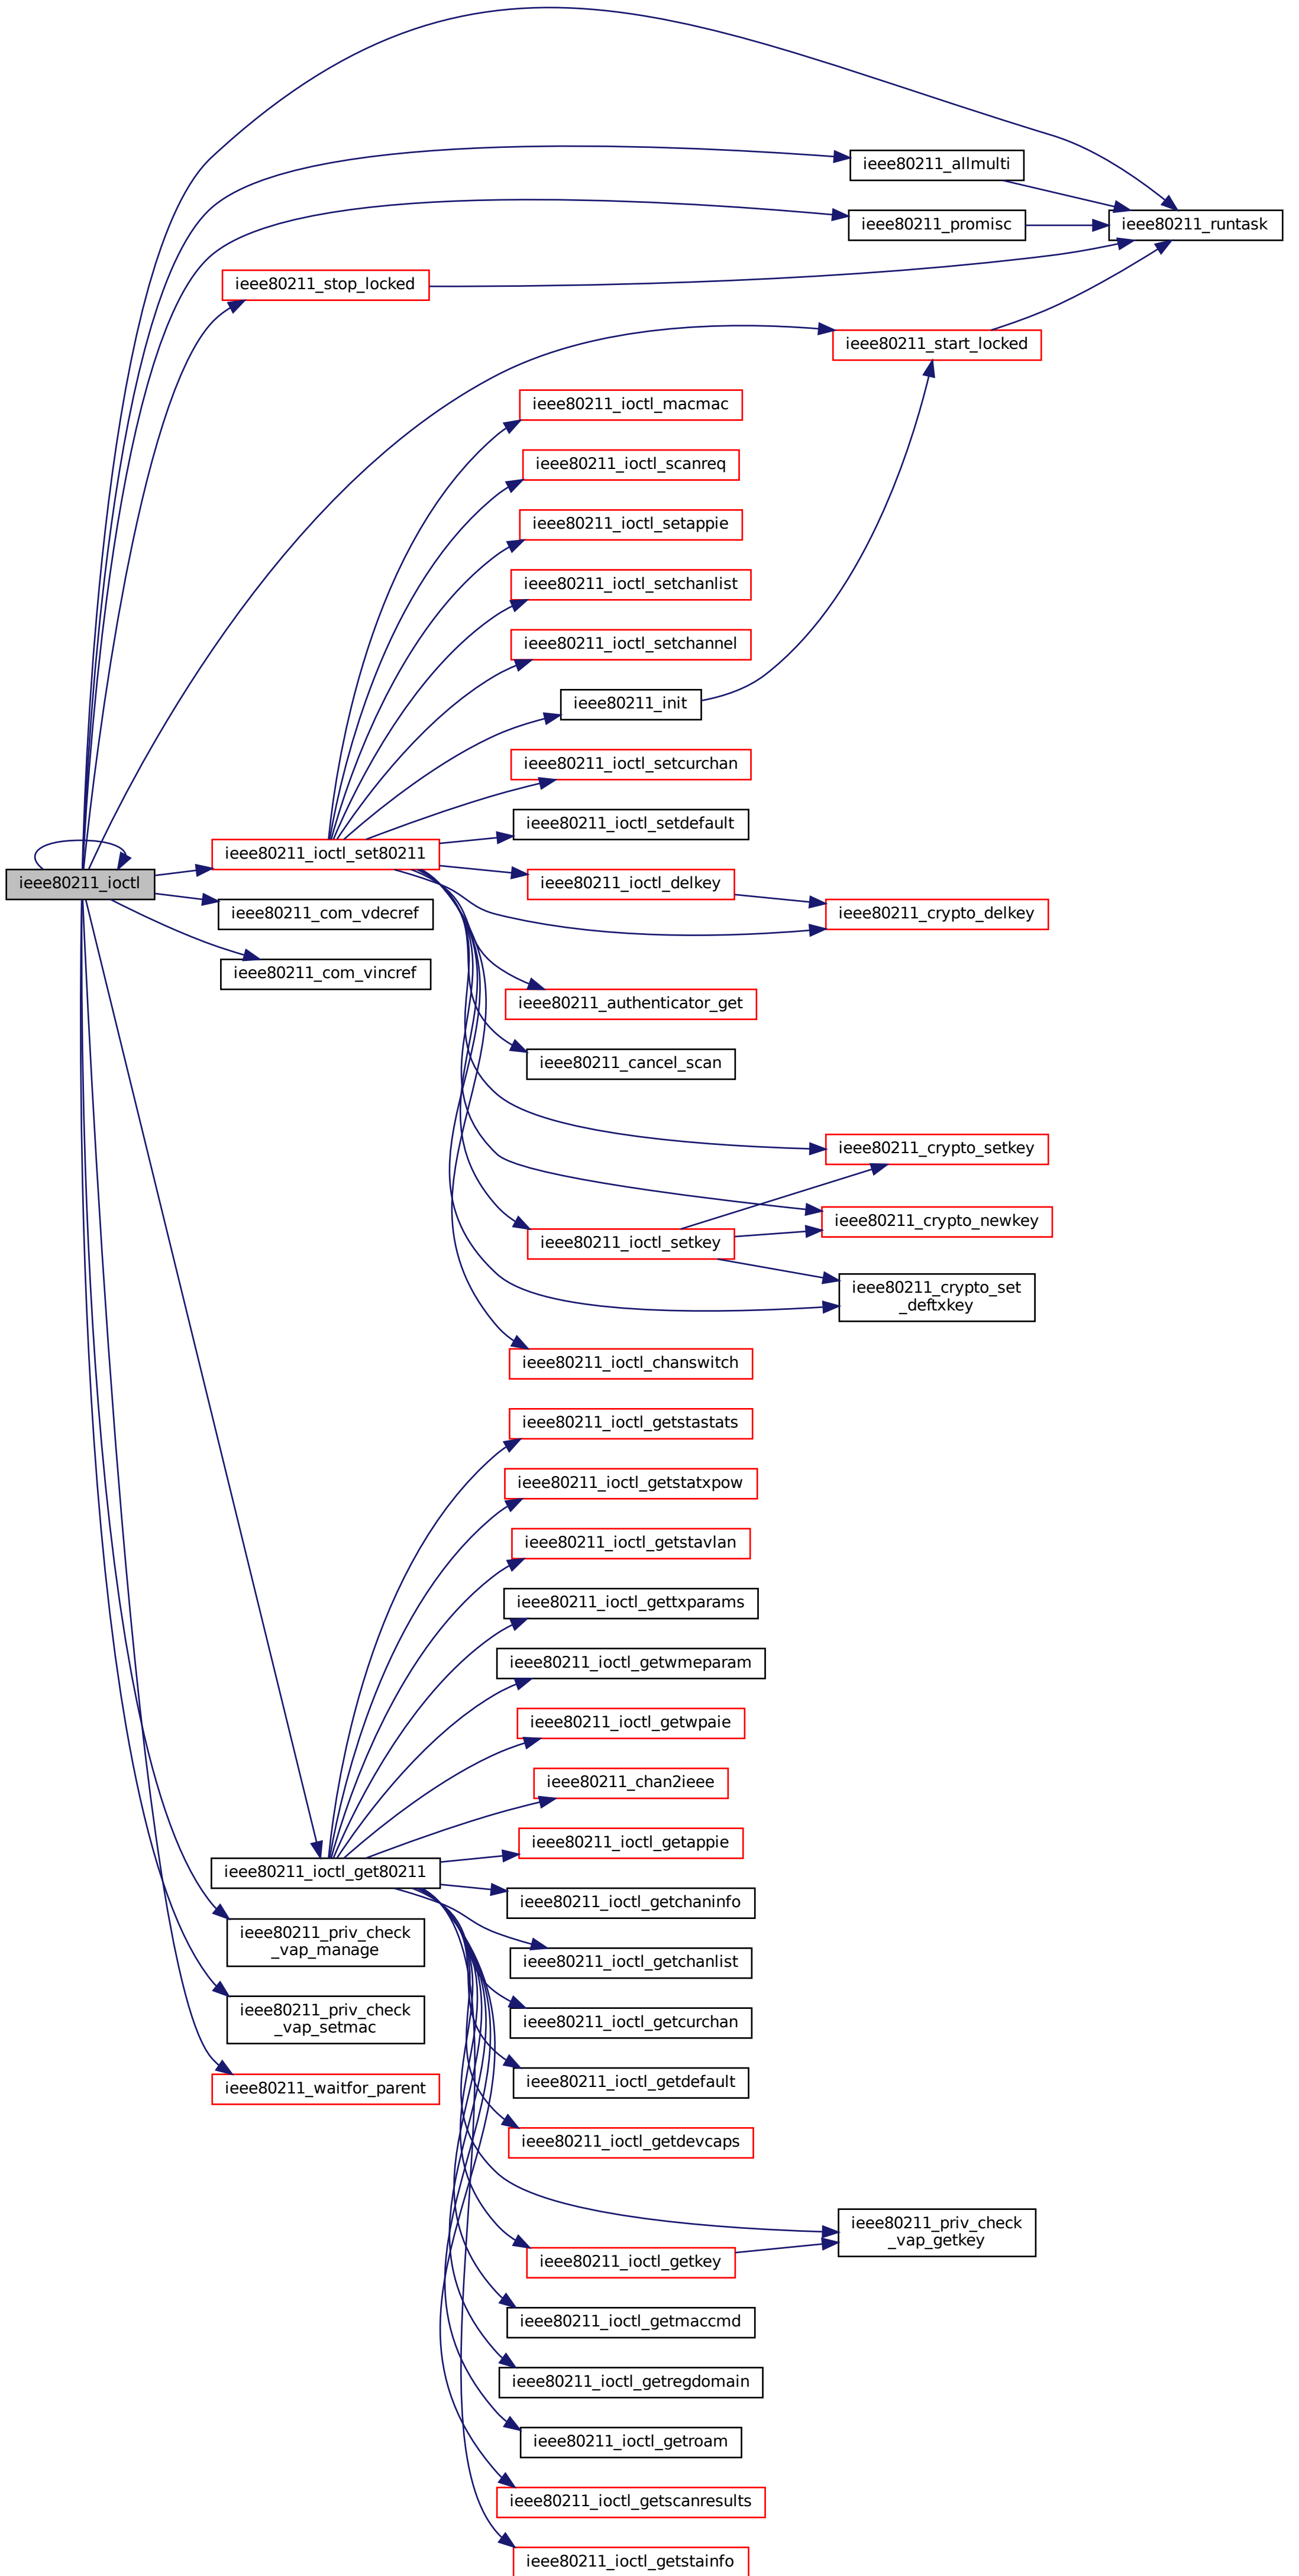 ieee80211_allmulti
ieee80211_promisc
ieee80211_runtask
ieee80211_stop_locked
ieee80211_start_locked
ieee80211_ioctl_macmac
ieee80211_ioctl_scanreq
ieee80211_ioctl_setappie
ieee80211_ioctl_setchanlist
ieee80211_ioctl_setchannel
ieee80211_init
ieee80211_ioctl_setcurchan
ieee80211_ioctl_setdefault
ieee80211_ioctl_set80211
ieee80211_ioctl
ieee80211_ioctl_delkey
ieee80211_com_vdecref
ieee80211_crypto_delkey
ieee80211_com_vincref
ieee80211_authenticator_get
ieee80211_cancel_scan
ieee80211_crypto_setkey
ieee80211_crypto_newkey
ieee80211_ioctl_setkey
ieee80211_crypto_set
_deftxkey
ieee80211_ioctl_chanswitch
ieee80211_ioctl_getstastats
ieee80211_ioctl_getstatxpow
ieee80211_ioctl_getstavlan
ieee80211_ioctl_gettxparams
ieee80211_ioctl_getwmeparam
ieee80211_ioctl_getwpaie
ieee80211_chan2ieee
ieee80211_ioctl_getappie
ieee80211_ioctl_get80211
ieee80211_ioctl_getchaninfo
ieee80211_priv_check
_vap_manage
ieee80211_ioctl_getchanlist
ieee80211_priv_check
_vap_setmac
ieee80211_ioctl_getcurchan
ieee80211_ioctl_getdefault
ieee80211_waitfor_parent
ieee80211_ioctl_getdevcaps
ieee80211_priv_check
_vap_getkey
ieee80211_ioctl_getkey
ieee80211_ioctl_getmaccmd
ieee80211_ioctl_getregdomain
ieee80211_ioctl_getroam
ieee80211_ioctl_getscanresults
ieee80211_ioctl_getstainfo